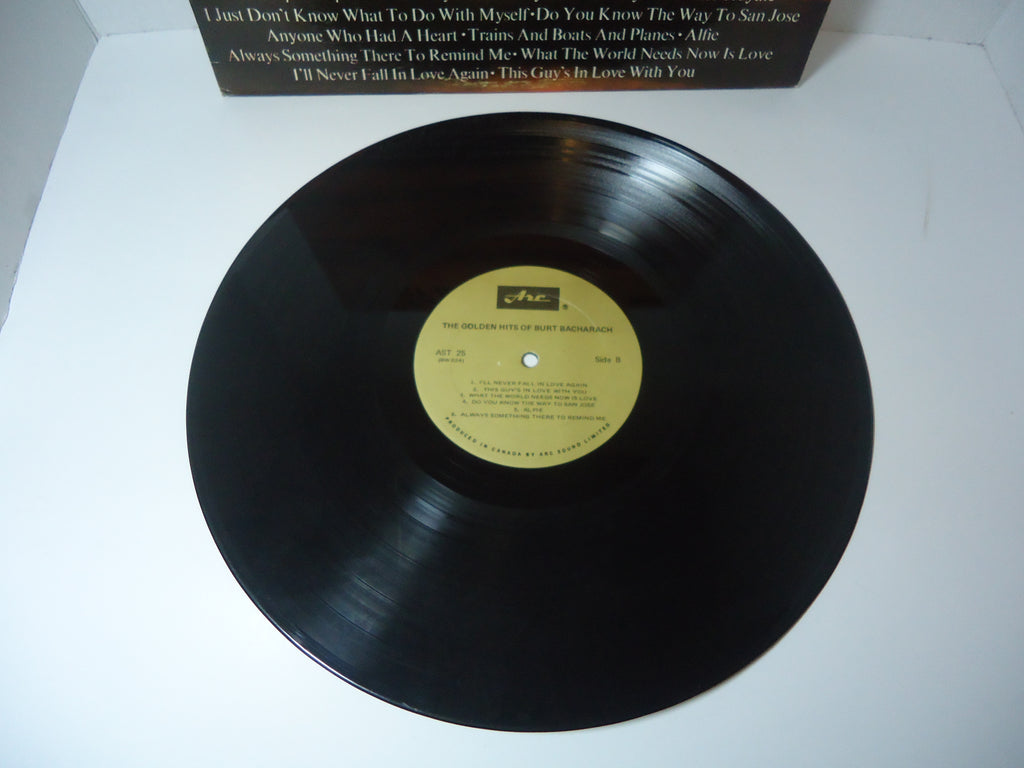 I Just Don't Know What To Do With Myself • Do You Know The Way To San Jose
Anyone Who Had A Heart • Trains And Boats And Planes • Alfie
Always Something There To Remind Me • What The World Needs Now Is Love
I'll Never Fall In Love Again • This Guy's In Love With You
Arc
THE GOLDEN HITS OF BURT BACHARACH
AST 25
Side B
1. I'LL NEVER FALL IN LOVE AGAIN
2. THIS GUY'S IN LOVE WITH YOU
3. WHAT THE WORLD NEEDS NOW IS LOVE
4. DO YOU KNOW THE WAY TO SAN JOSE
5. ALFIE
6. ALWAYS SOMETHING THERE TO REMIND ME
PRODUCED IN CANADA BY ARC SOUND LIMITED